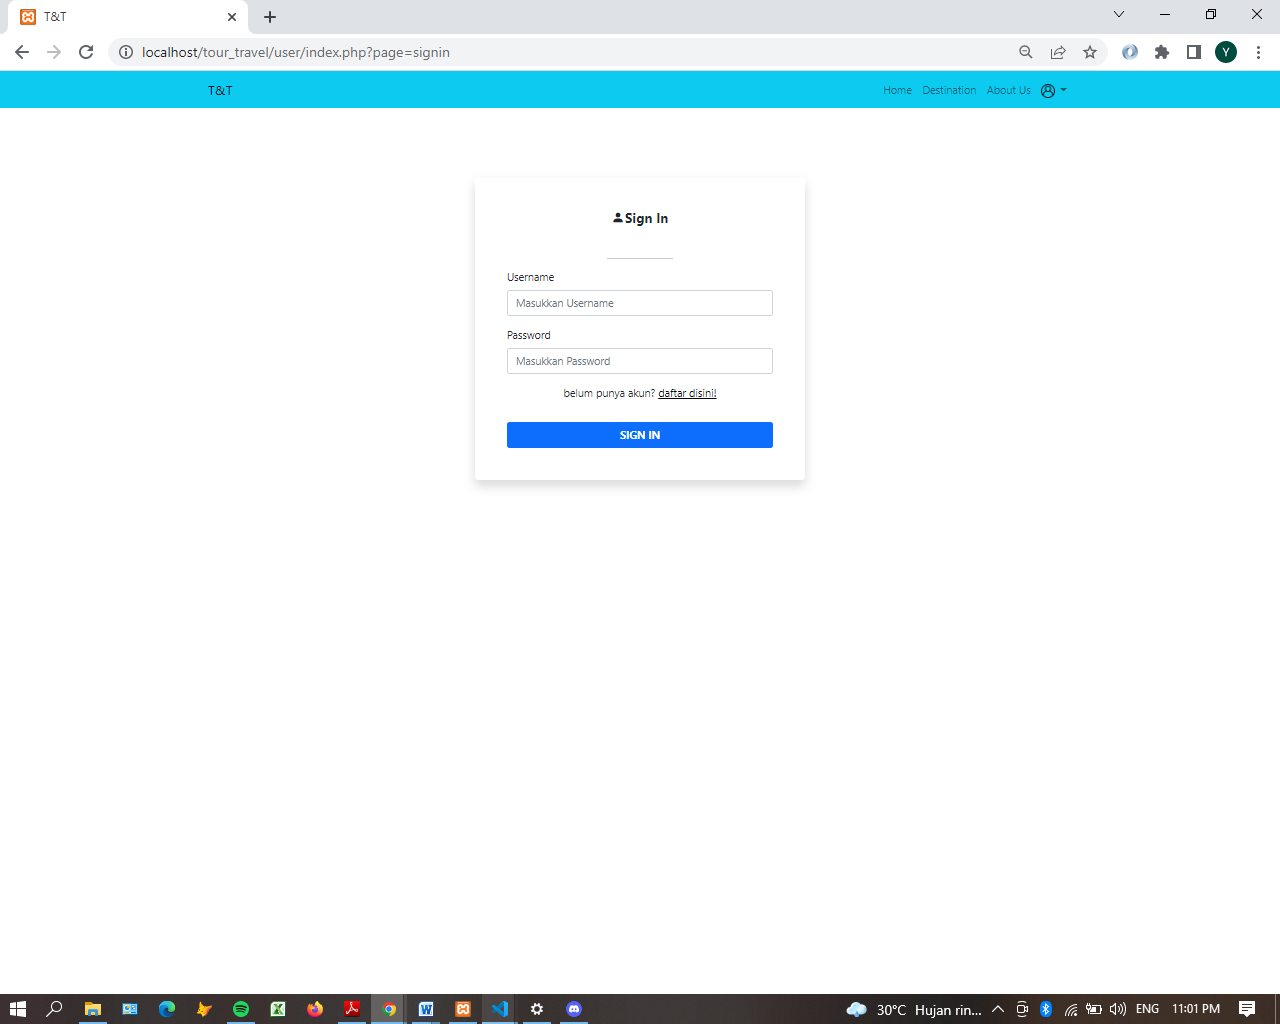 T&T
localhost/tour_travel/user/index.php?page=signin
Y
T&T
Home Destination About Us
Sign In
Username
Masukkan Username
Password
Masukkan Password
belum punya akun? daftar disini!
SIGN IN
30°C Hujan rin... ENG 11:01 PM